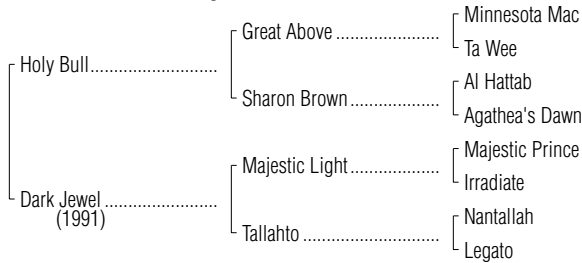 Minnesota Mac
Great Above
Ta Wee
Holy Bull
Al Hattab
Sharon Brown
Agathea's Dawn
Majestic Prince
Majestic Light
Irradiate
Dark Jewel
(1991)
Nantallah
Tallahto
Legato